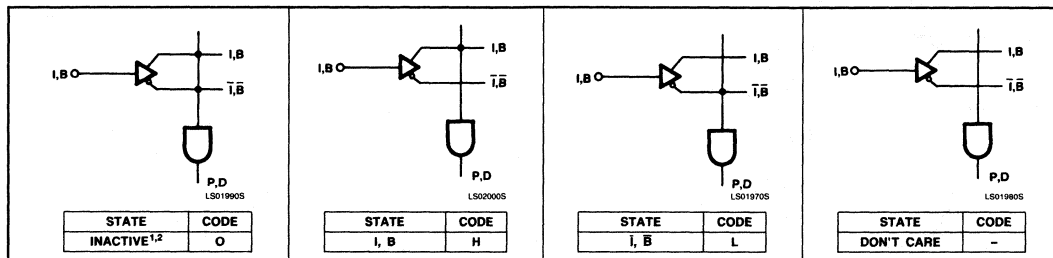 I,B
I,B
I̅,B̅
P,D
LS01990S
STATE CODE
INACTIVE1,2 O
I,B
I,B
I̅,B̅
P,D
LS02000S
STATE CODE
I, B H
I,B
I,B
I̅,B̅
P,D
LS01970S
STATE CODE
I̅, B̅ L
I,B
I,B
I̅,B̅
P,D
LS01980S
STATE CODE
DON'T CARE –